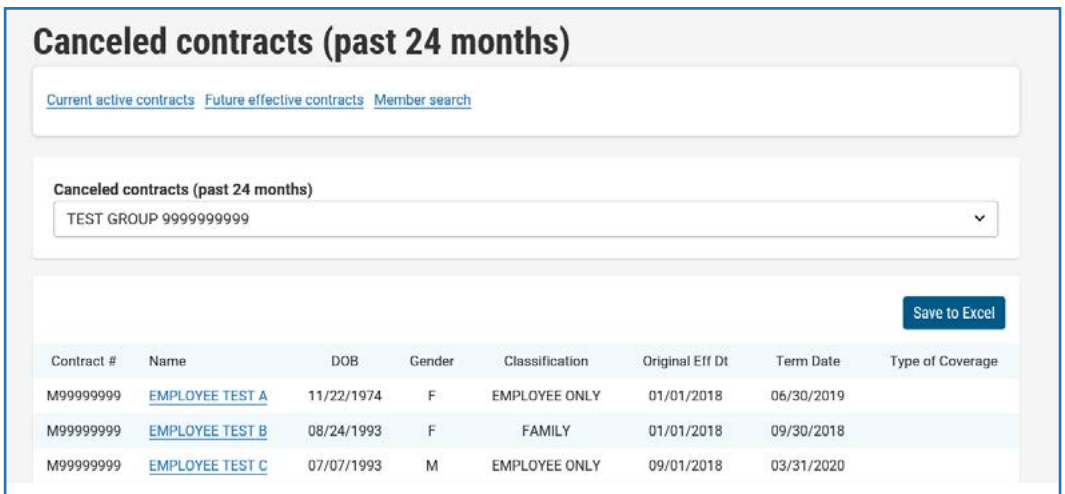 Canceled contracts (past 24 months)
Current active contracts Future effective contracts Member search
Canceled contracts (past 24 months)
TEST GROUP 9999999999
Save to Excel
Contract # Name DOB Gender Classification Original Eff Dt Term Date Type of Coverage
M99999999 EMPLOYEE TEST A 11/22/1974 F EMPLOYEE ONLY 01/01/2018 06/30/2019
M99999999 EMPLOYEE TEST B 08/24/1993 F FAMILY 01/01/2018 09/30/2018
M99999999 EMPLOYEE TEST C 07/07/1993 M EMPLOYEE ONLY 09/01/2018 03/31/2020